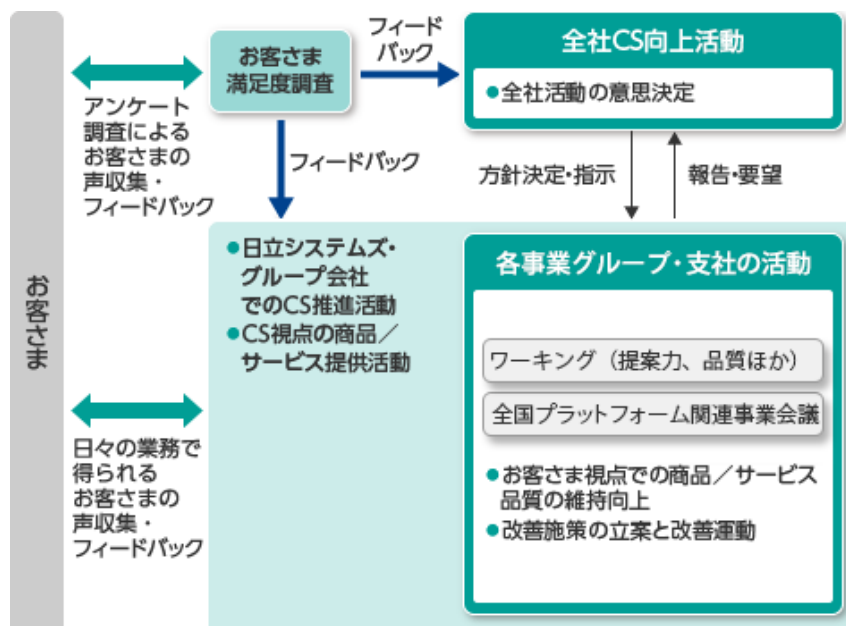 お客さま
お客さま
満足度調査
フィード
バック
全社CS向上活動
●全社活動の意思決定
アンケート
調査による
お客さまの
声収集・
フィードバック
フィードバック
方針決定・指示
報告・要望
●日立システムズ・
グループ会社
でのCS推進活動
●CS視点の商品／
サービス提供活動
各事業グループ・支社の活動
ワーキング（提案力、品質ほか）
全国プラットフォーム関連事業会議
●お客さま視点での商品／サービス
品質の維持向上
●改善施策の立案と改善運動
日々の業務で
得られる
お客さまの
声収集・
フィードバック